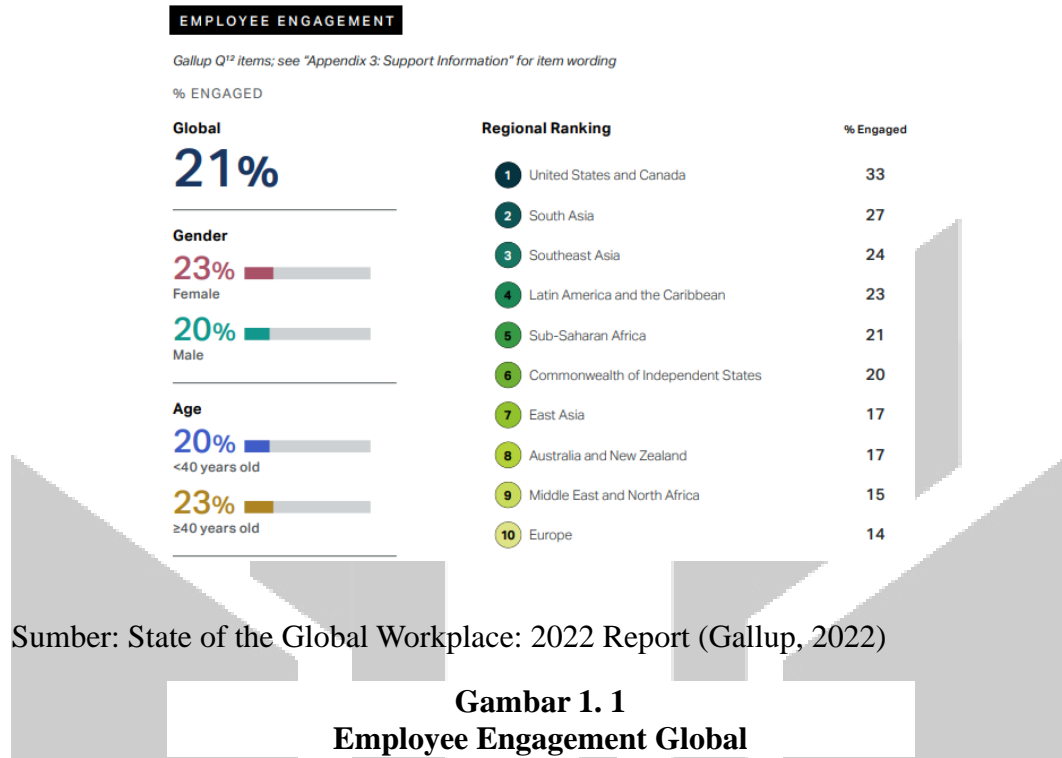 EMPLOYEE ENGAGEMENT
Gallup Q¹² items; see "Appendix 3: Support Information" for item wording
% ENGAGED
Global
21%
Gender
23%
Female
20%
Male
Age
20%
<40 years old
23%
≥40 years old
Regional Ranking % Engaged
1 United States and Canada 33
2 South Asia 27
3 Southeast Asia 24
4 Latin America and the Caribbean 23
5 Sub-Saharan Africa 21
6 Commonwealth of Independent States 20
7 East Asia 17
8 Australia and New Zealand 17
9 Middle East and North Africa 15
10 Europe 14
Sumber: State of the Global Workplace: 2022 Report (Gallup, 2022)
Gambar 1. 1
Employee Engagement Global